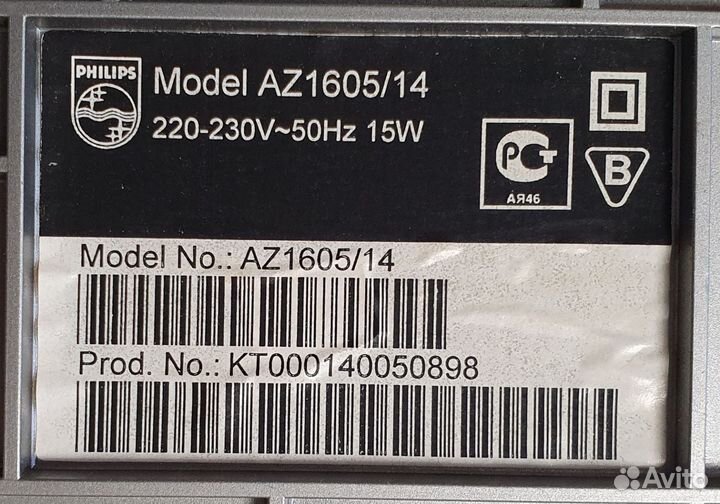 PHILIPS
Model AZ1605/14
220-230V~50Hz 15W
РСТ
АЯ46
B
Model No.: AZ1605/14
Prod. No.: KT000140050898
Avito